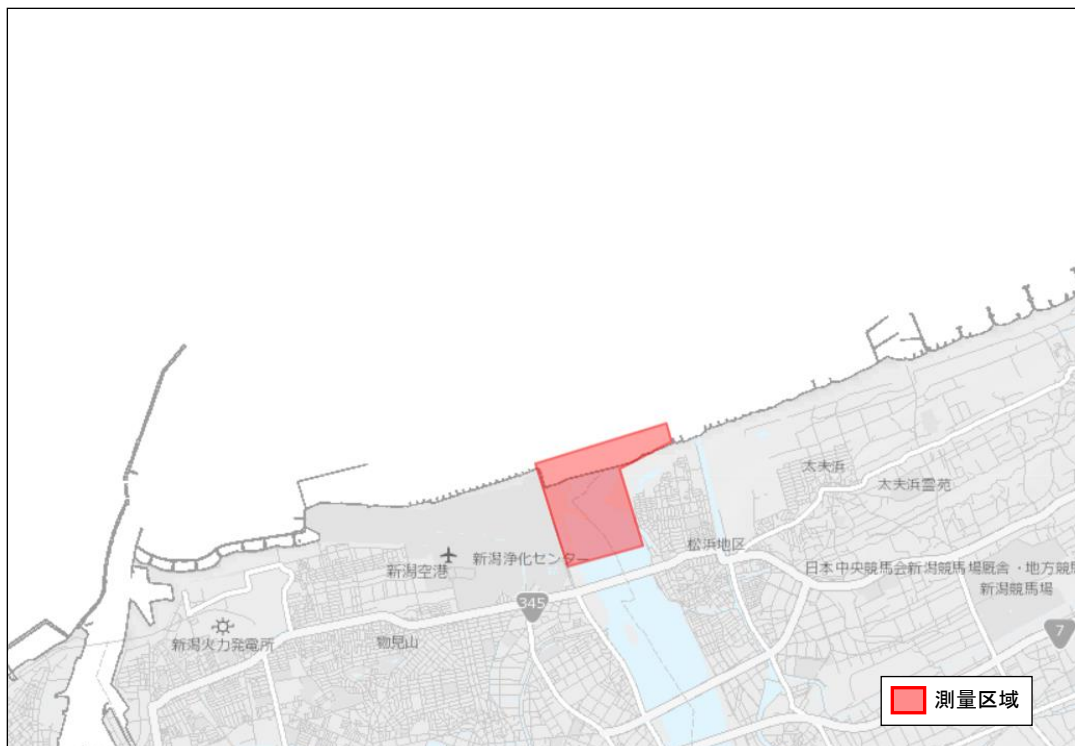 太夫浜
太夫浜霊苑
松浜地区
新潟浄化センター
新潟空港
日本中央競馬会新潟競馬場厩舎・地方競馬
新潟競馬場
345
7
物見山
新潟火力発電所
測量区域